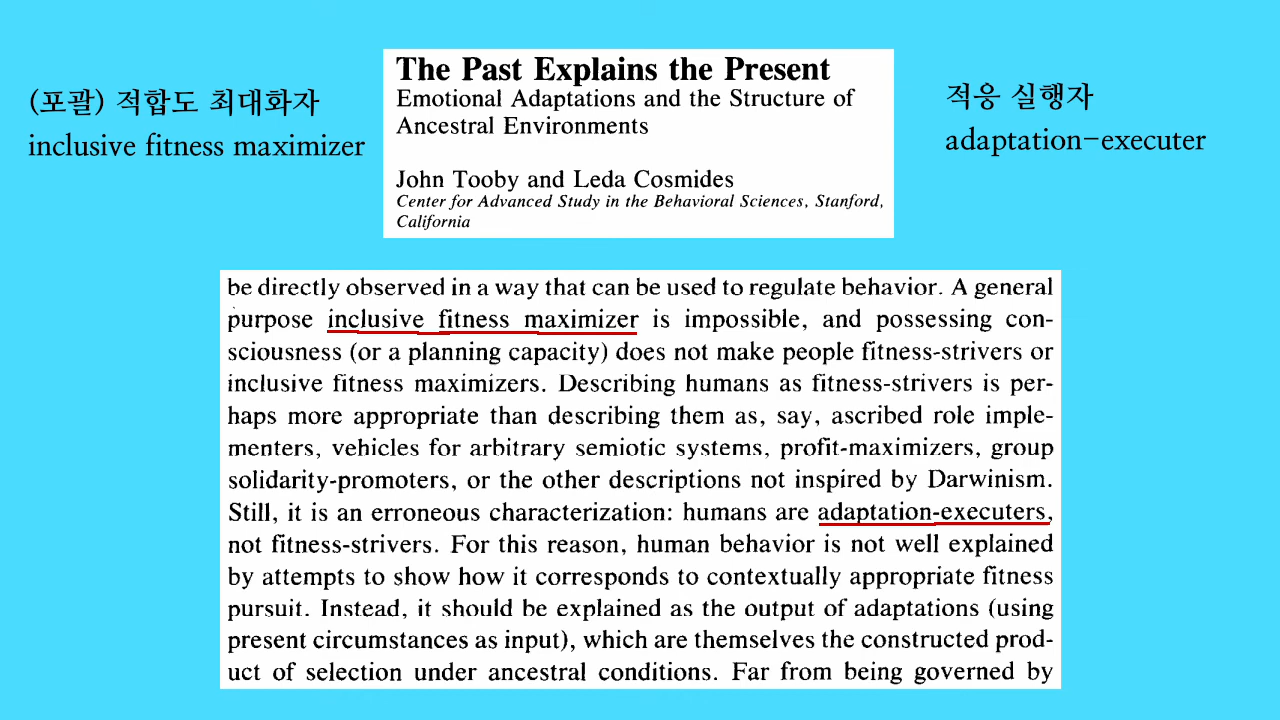 (포괄) 적합도 최대화자
inclusive fitness maximizer
The Past Explains the Present
Emotional Adaptations and the Structure of
Ancestral Environments
John Tooby and Leda Cosmides
Center for Advanced Study in the Behavioral Sciences, Stanford,
California
적응 실행자
adaptation-executer
be directly observed in a way that can be used to regulate behavior. A general
purpose inclusive fitness maximizer is impossible, and possessing con-
sciousness (or a planning capacity) does not make people fitness-strivers or
inclusive fitness maximizers. Describing humans as fitness-strivers is per-
haps more appropriate than describing them as, say, ascribed role imple-
menters, vehicles for arbitrary semiotic systems, profit-maximizers, group
solidarity-promoters, or the other descriptions not inspired by Darwinism.
Still, it is an erroneous characterization: humans are adaptation-executers,
not fitness-strivers. For this reason, human behavior is not well explained
by attempts to show how it corresponds to contextually appropriate fitness
pursuit. Instead, it should be explained as the output of adaptations (using
present circumstances as input), which are themselves the constructed prod-
uct of selection under ancestral conditions. Far from being governed by